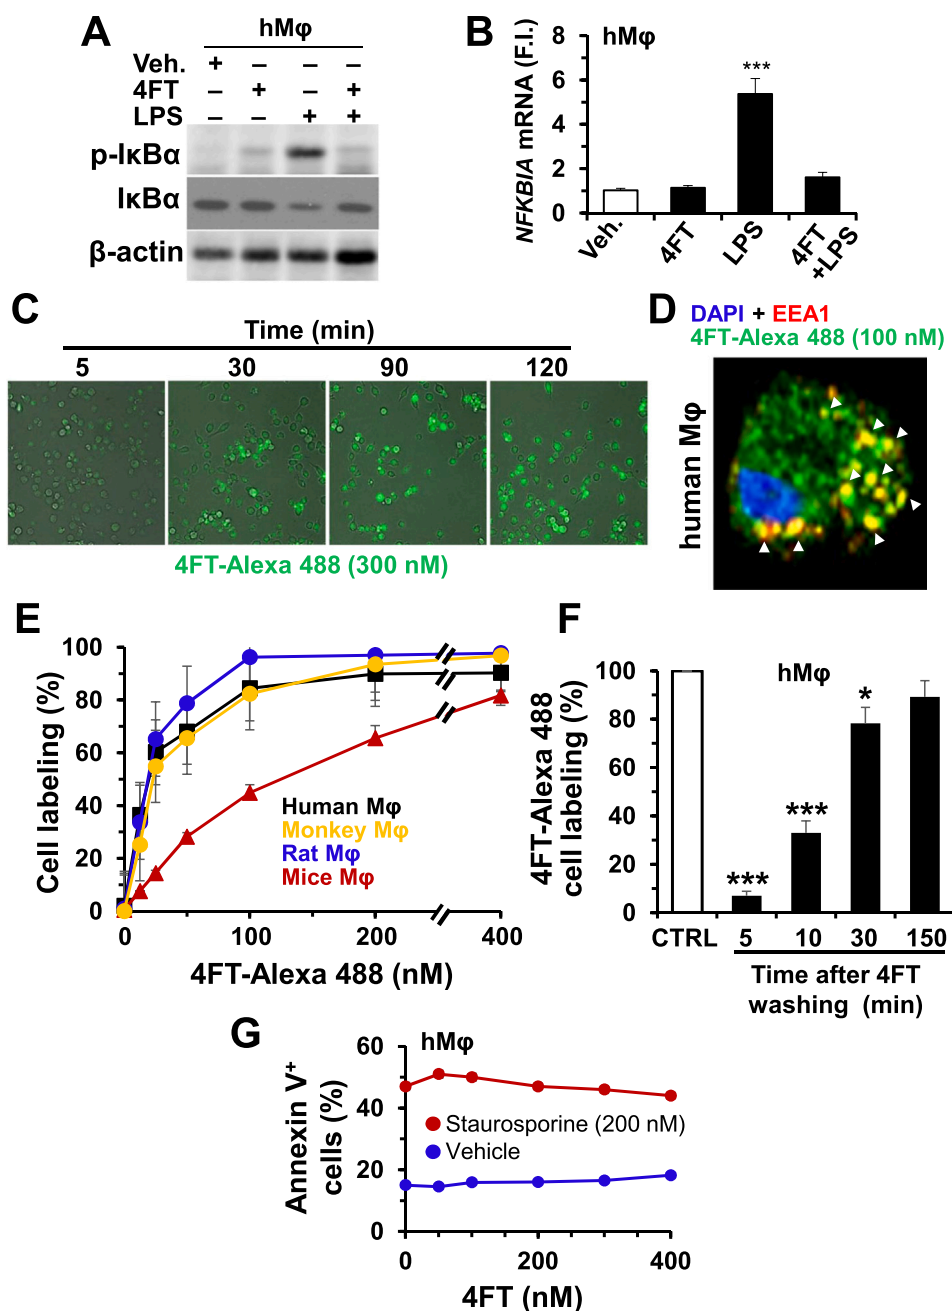 A
hMφ
Veh. + – – –
4FT – + – +
LPS – – + +
p-IκBα
IκBα
β-actin
B
hMφ
NFKBIA mRNA (F.I.)
8
6
4
2
0
***
Veh.
4FT
LPS
4FT
+LPS
C
Time (min)
5 30 90 120
4FT-Alexa 488 (300 nM)
D
DAPI + EEA1
4FT-Alexa 488 (100 nM)
human Mφ
E
Cell labeling (%)
100
80
60
40
20
0
Human Mφ
Monkey Mφ
Rat Mφ
Mice Mφ
0 100 200 400
4FT-Alexa 488 (nM)
F
hMφ
4FT-Alexa 488
cell labeling (%)
100
80
60
40
20
0
***
***
*
CTRL 5 10 30 150
Time after 4FT
washing (min)
G
hMφ
Annexin V+
cells (%)
60
40
20
0
Staurosporine (200 nM)
Vehicle
0 200 400
4FT (nM)